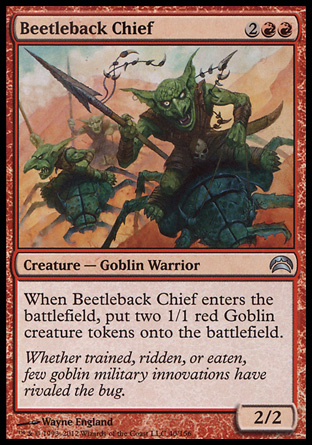 Beetleback Chief 2
Creature — Goblin Warrior
When Beetleback Chief enters the
battlefield, put two 1/1 red Goblin
creature tokens onto the battlefield.
Whether trained, ridden, or eaten,
few goblin military innovations have
rivaled the bug.
Wayne England
2/2